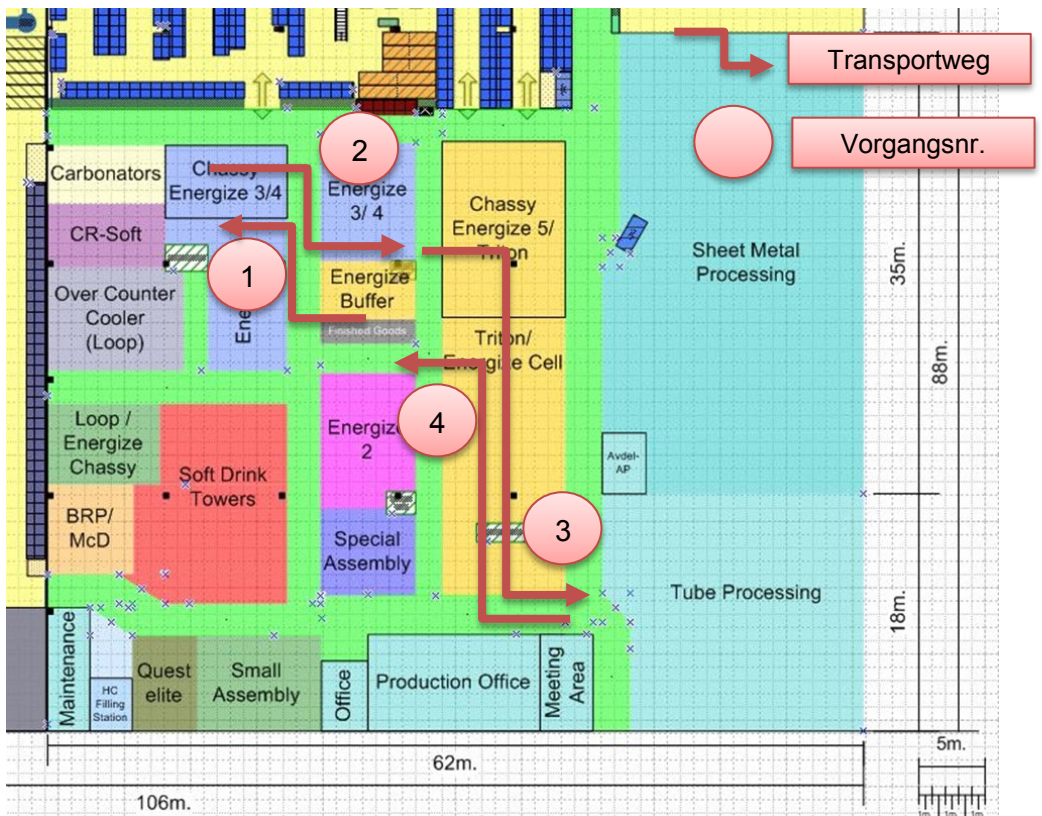 Transportweg
2
Vorgangsnr.
Carbonators
Chassy
Energize 3/4
Energize
3/ 4
Chassy
Energize 5/
Triton
CR-Soft
Sheet Metal
Processing
35m.
1
Over Counter
Cooler
(Loop)
Energize
Buffer
Finished Goods
Triton/
Energize Cell
88m.
4
Loop /
Energize
Chassy
Energize
2
Avdel-
AP
Soft Drink
Towers
BRP/
McD
Special
Assembly
3
Tube Processing
18m.
Maintenance
HC
Filling
Station
Quest
elite
Small
Assembly
Office
Production Office
Meeting
Area
5m.
62m.
106m.
1m. 1m. 1m.